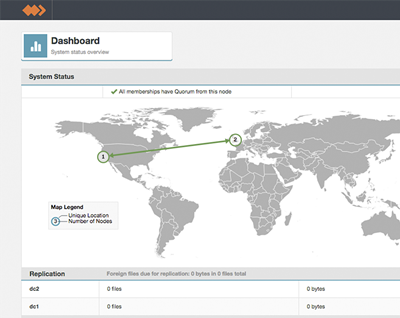 Dashboard
System status overview
System Status
✔ All memberships have Quorum from this node
1
2
Map Legend
Unique Location
3
Number of Nodes
Replication Foreign files due for replication: 0 bytes in 0 files total
dc2 0 files 0 bytes
dc1 0 files 0 bytes